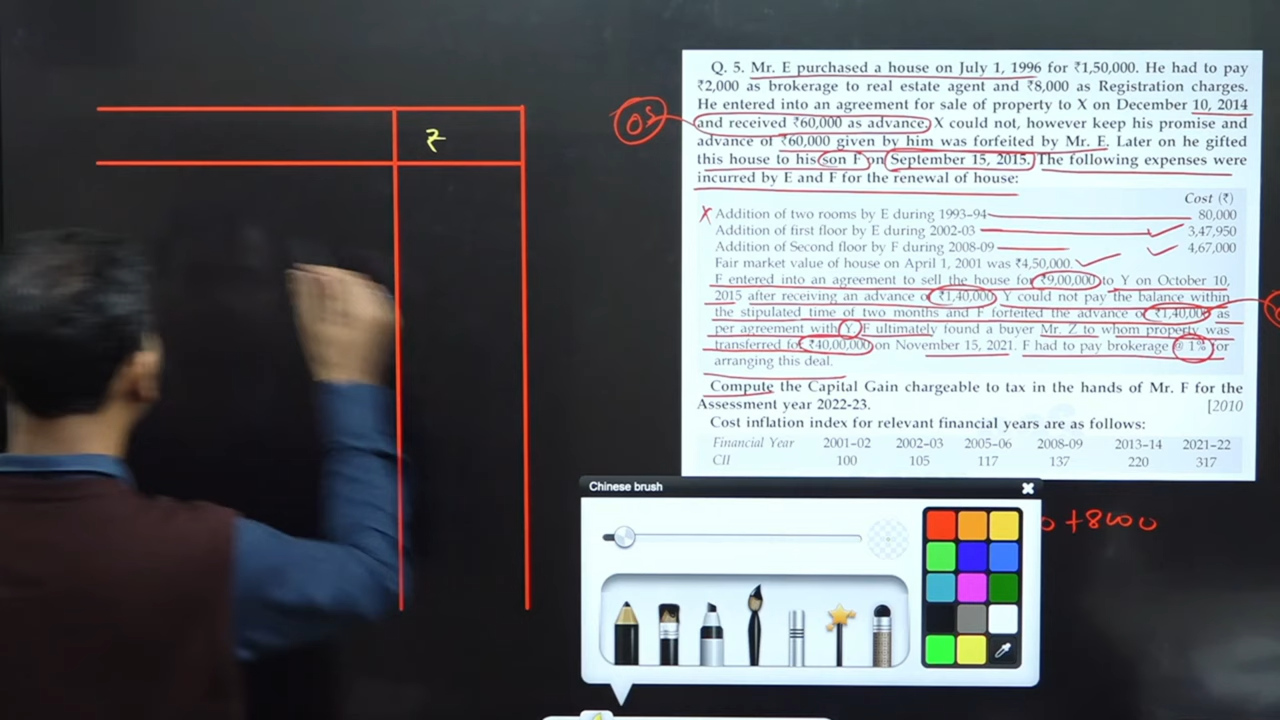 ₹
OS
Q. 5. Mr. E purchased a house on July 1, 1996 for ₹1,50,000. He had to pay
₹2,000 as brokerage to real estate agent and ₹8,000 as Registration charges.
He entered into an agreement for sale of property to X on December 10, 2014
and received ₹60,000 as advance. X could not, however keep his promise and
advance of ₹60,000 given by him was forfeited by Mr. E. Later on he gifted
this house to his son F on September 15, 2015. The following expenses were
incurred by E and F for the renewal of house:
Cost (₹)
X Addition of two rooms by E during 1993-94 80,000
Addition of first floor by E during 2002-03 3,47,950
Addition of Second floor by F during 2008-09 4,67,000
Fair market value of house on April 1, 2001 was ₹4,50,000.
F entered into an agreement to sell the house for ₹9,00,000 to Y on October 10,
2015 after receiving an advance of ₹1,40,000. Y could not pay the balance within
the stipulated time of two months and F forfeited the advance of ₹1,40,000 as
per agreement with Y. F ultimately found a buyer Mr. Z to whom property was
transferred for ₹40,00,000 on November 15, 2021. F had to pay brokerage @ 1% for
arranging this deal.
Compute the Capital Gain chargeable to tax in the hands of Mr. F for the
Assessment year 2022-23. [2010
Cost inflation index for relevant financial years are as follows:
Financial Year 2001-02 2002-03 2005-06 2008-09 2013-14 2021-22
CII 100 105 117 137 220 317
Chinese brush
0 +8000